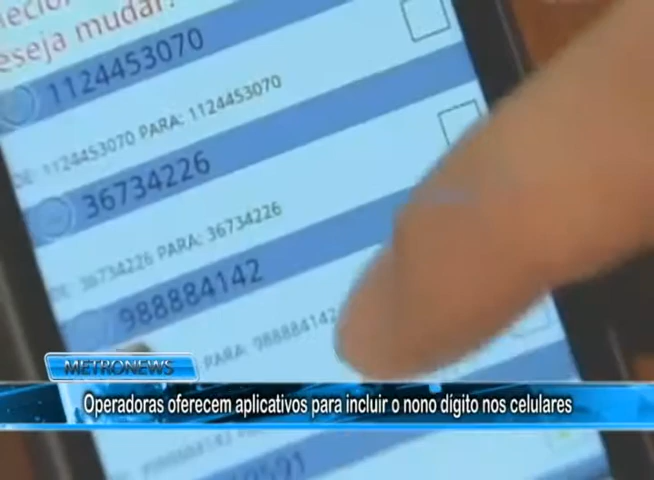 eseja mudar?
1124453070
DE: 1124453070 PARA: 1124453070
36734226
DE: 36734226 PARA: 36734226
988884142
PARA: 988884142
METRONEWS
Operadoras oferecem aplicativos para incluir o nono dígito nos celulares